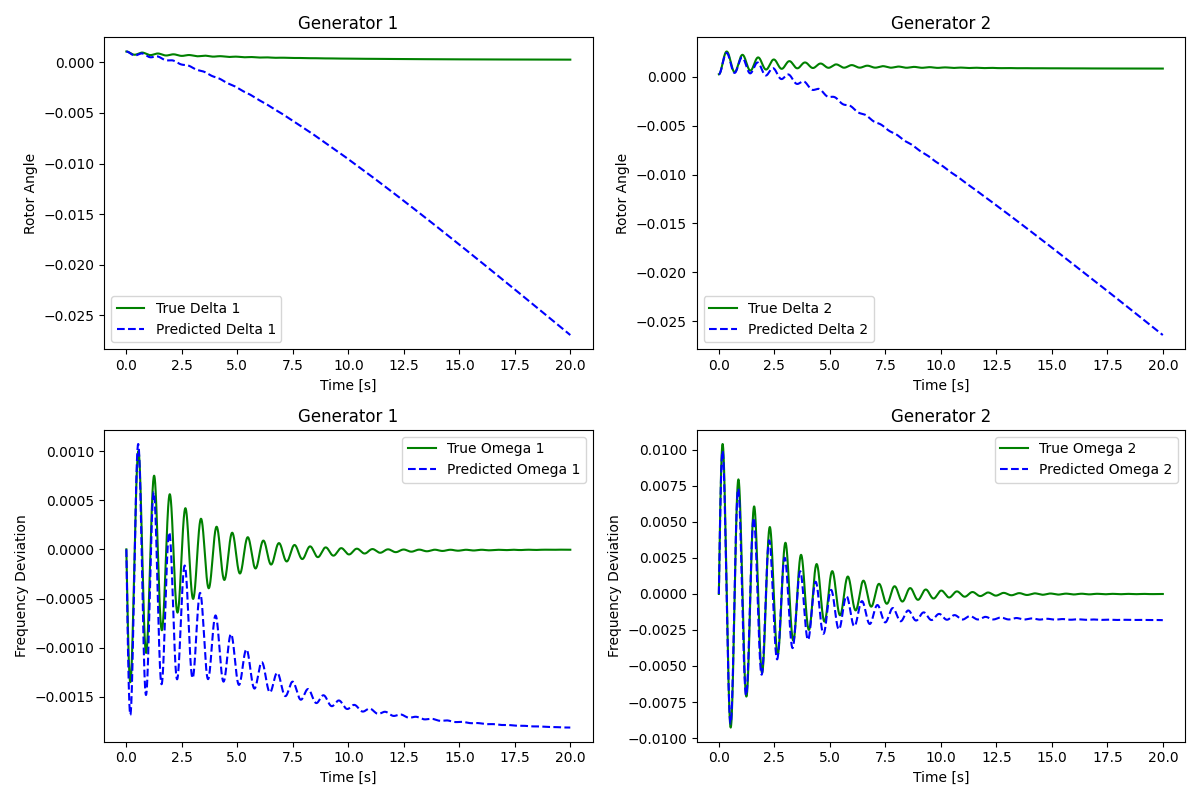 Generator 1
Rotor Angle
0.000
−0.005
−0.010
−0.015
−0.020
−0.025
True Delta 1
Predicted Delta 1
0.0 2.5 5.0 7.5 10.0 12.5 15.0 17.5 20.0
Time [s]
Generator 2
Rotor Angle
0.000
−0.005
−0.010
−0.015
−0.020
−0.025
True Delta 2
Predicted Delta 2
0.0 2.5 5.0 7.5 10.0 12.5 15.0 17.5 20.0
Time [s]
Generator 1
Frequency Deviation
0.0010
0.0005
0.0000
−0.0005
−0.0010
−0.0015
True Omega 1
Predicted Omega 1
0.0 2.5 5.0 7.5 10.0 12.5 15.0 17.5 20.0
Time [s]
Generator 2
Frequency Deviation
0.0100
0.0075
0.0050
0.0025
0.0000
−0.0025
−0.0050
−0.0075
−0.0100
True Omega 2
Predicted Omega 2
0.0 2.5 5.0 7.5 10.0 12.5 15.0 17.5 20.0
Time [s]